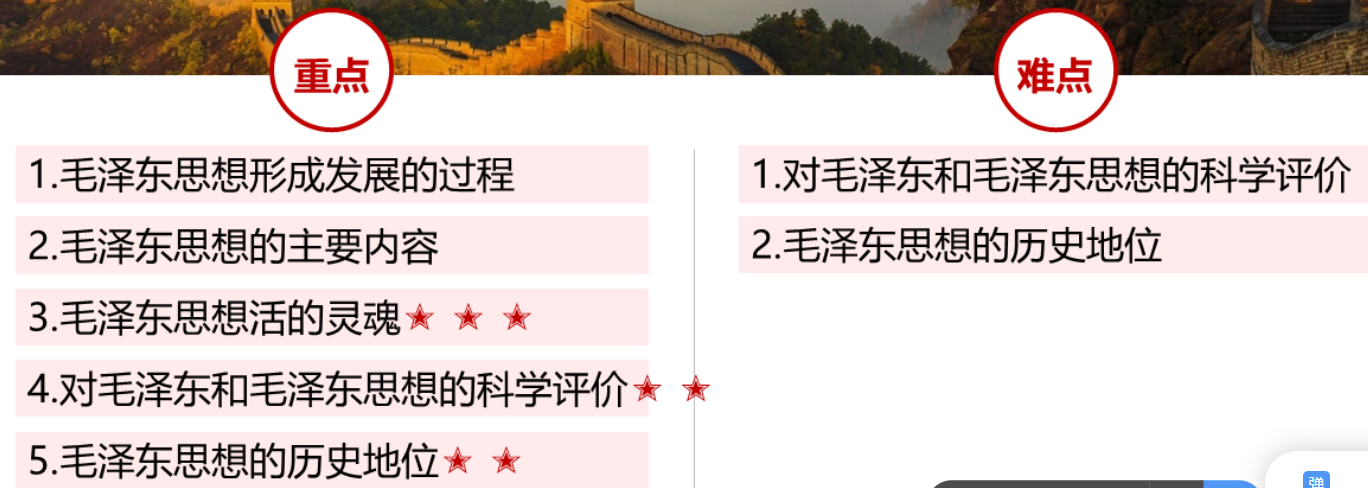 重点
1.毛泽东思想形成发展的过程
2.毛泽东思想的主要内容
3.毛泽东思想活的灵魂
4.对毛泽东和毛泽东思想的科学评价
5.毛泽东思想的历史地位
难点
1.对毛泽东和毛泽东思想的科学评价
2.毛泽东思想的历史地位
弹